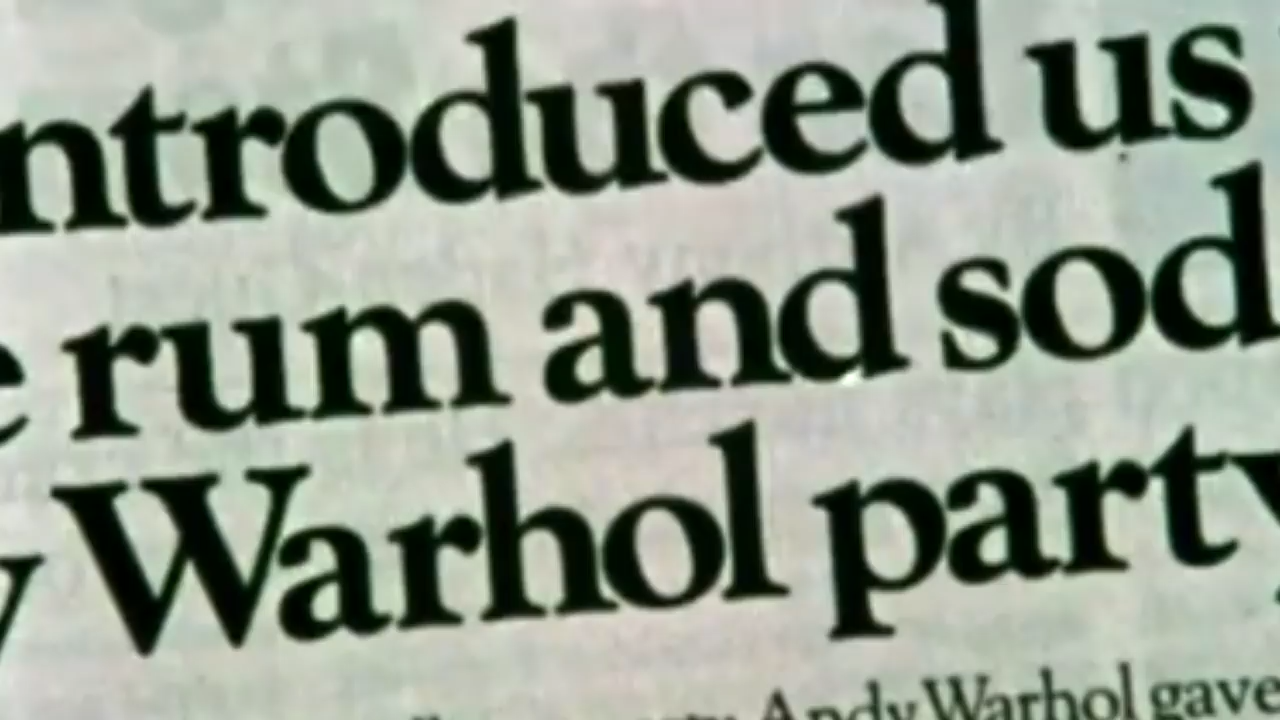 ntroduced us
e rum and sod
y Warhol party
Andy Warhol gave